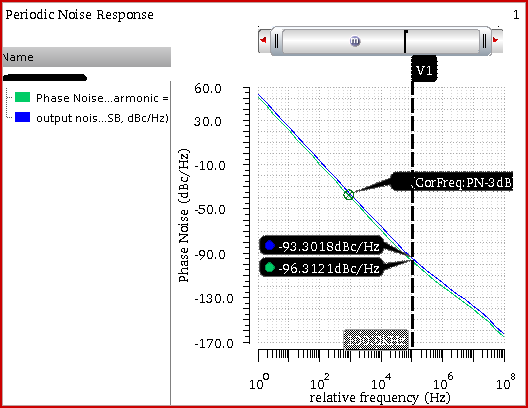 Periodic Noise Response
1
Name
Phase Noise...armonic =
output nois...SB, dBc/Hz)
m
V1
Phase Noise (dBc/Hz)
60.0
30.0
-10.0
-50.0
-90.0
-130.0
-170.0
CorFreq:PN-3dB
-93.3018dBc/Hz
-96.3121dBc/Hz
10^0
10^2
10^4
10^6
10^8
relative frequency (Hz)